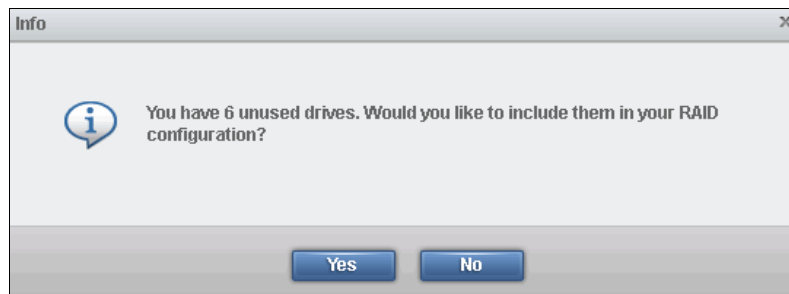 Info
You have 6 unused drives. Would you like to include them in your RAID
configuration?
Yes
No